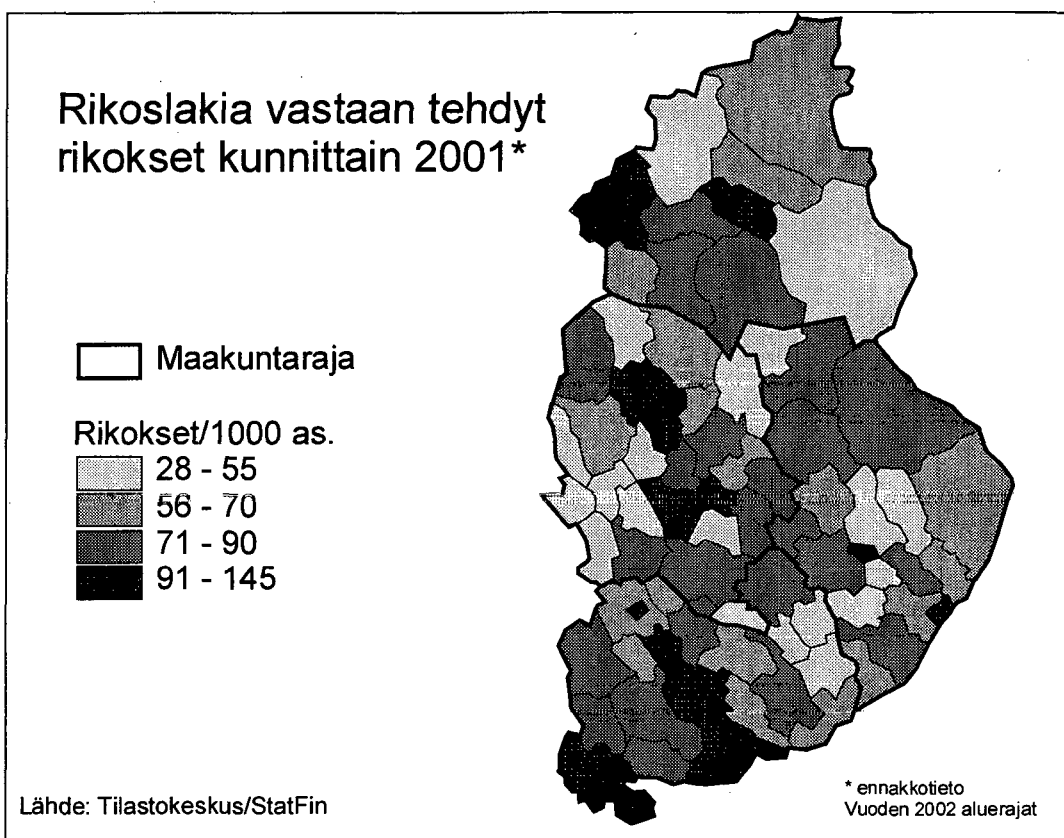 Rikoslakia vastaan tehdyt
rikokset kunnittain 2001*
Maakuntaraja
Rikokset/1000 as.
28 - 55
56 - 70
71 - 90
91 - 145
Lähde: Tilastokeskus/StatFin
* ennakkotieto
Vuoden 2002 aluerajat